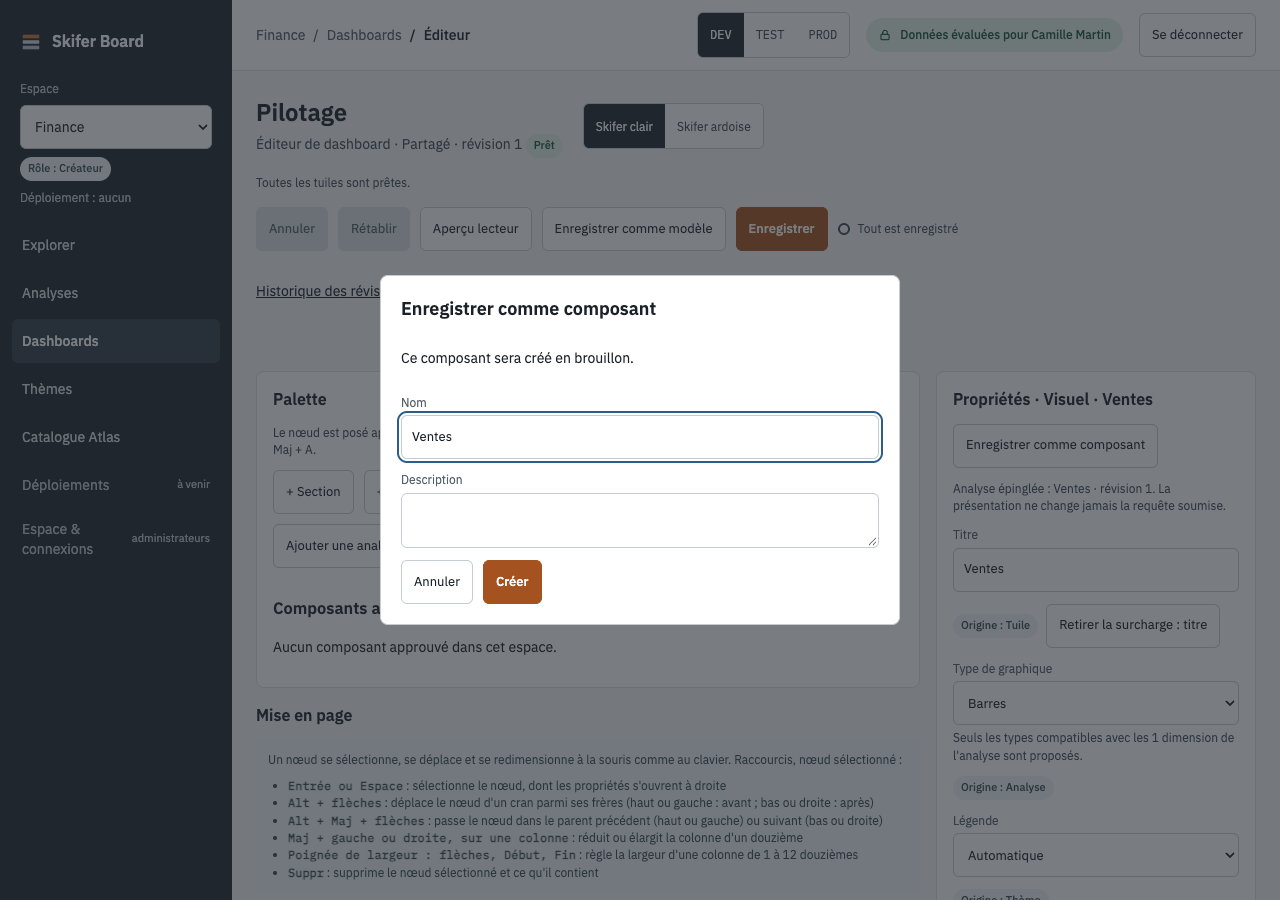 Skifer Board
Espace
Finance
Rôle : Créateur
Déploiement : aucun
Explorer
Analyses
Dashboards
Thèmes
Catalogue Atlas
Déploiements à venir
Espace & connexions administrateurs
Finance / Dashboards / Éditeur
DEV TEST PROD
Données évaluées pour Camille Martin
Se déconnecter
Pilotage
Éditeur de dashboard · Partagé · révision 1 Prêt
Skifer clair Skifer ardoise
Toutes les tuiles sont prêtes.
Annuler Rétablir Aperçu lecteur Enregistrer comme modèle Enregistrer Tout est enregistré
Historique des révis
Enregistrer comme composant
Ce composant sera créé en brouillon.
Nom
Ventes
Description
Annuler Créer
Palette
Le nœud est posé
Maj + A.
+ Section
Ajouter une
Composants
Aucun composant approuvé dans cet espace.
Mise en page
Un nœud se sélectionne, se déplace et se redimensionne à la souris comme au clavier. Raccourcis, nœud sélectionné :
• Entrée ou Espace : sélectionne le nœud, dont les propriétés s'ouvrent à droite
• Alt + flèches : déplace le nœud d'un cran parmi ses frères (haut ou gauche : avant ; bas ou droite : après)
• Alt + Maj + flèches : passe le nœud dans le parent précédent (haut ou gauche) ou suivant (bas ou droite)
• Maj + gauche ou droite, sur une colonne : réduit ou élargit la colonne d'un douzième
• Poignée de largeur : flèches, Début, Fin : règle la largeur d'une colonne de 1 à 12 douzièmes
• Suppr : supprime le nœud sélectionné et ce qu'il contient
Propriétés · Visuel · Ventes
Enregistrer comme composant
Analyse épinglée : Ventes · révision 1. La
présentation ne change jamais la requête soumise.
Titre
Ventes
Origine : Tuile Retirer la surcharge : titre
Type de graphique
Barres
Seuls les types compatibles avec les 1 dimension de
l'analyse sont proposés.
Origine : Analyse
Légende
Automatique
Origine : Thème